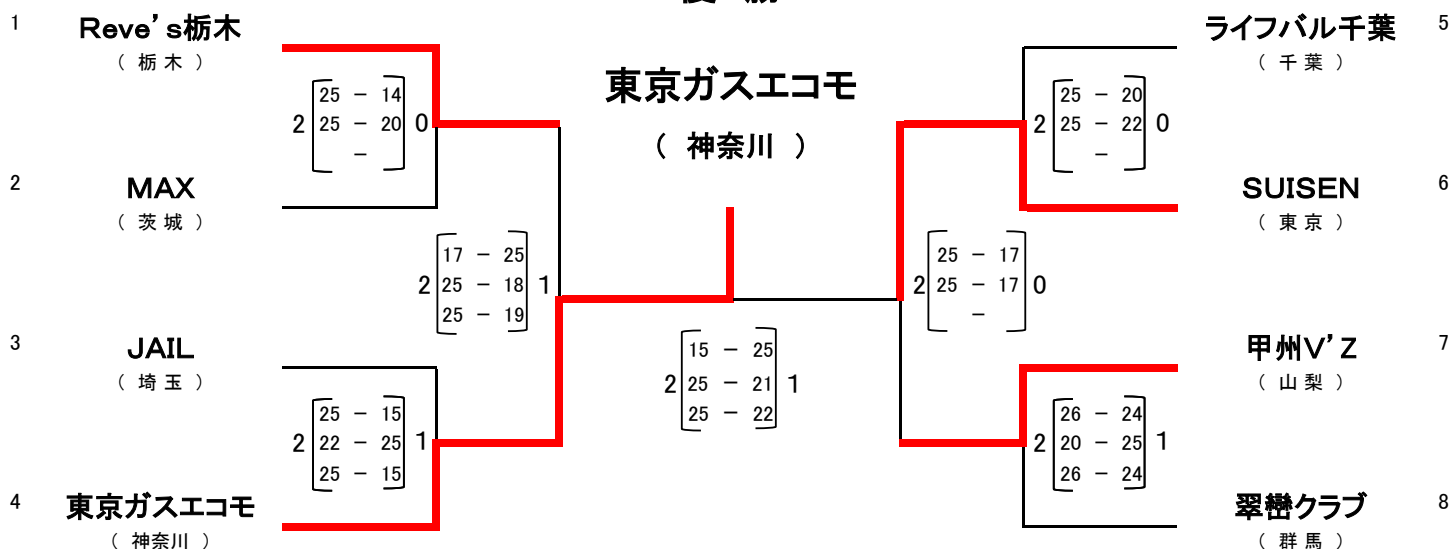 1 Reve's栃木
（ 栃 木 ）
2 MAX
（ 茨 城 ）
3 JAIL
（ 埼 玉 ）
4 東京ガスエコモ
（ 神奈川 ）
2 25 － 14 0
25 － 20
－
2 25 － 15 1
22 － 25
25 － 15
2 17 － 25 1
25 － 18
25 － 19
東京ガスエコモ
（ 神奈川 ）
2 15 － 25 1
25 － 21
25 － 22
2 25 － 17 0
25 － 17
－
2 25 － 20 0
25 － 22
－
2 26 － 24 1
20 － 25
26 － 24
ライフバル千葉 5
（ 千 葉 ）
SUISEN 6
（ 東 京 ）
甲州V'Z 7
（ 山 梨 ）
翠巒クラブ 8
（ 群 馬 ）